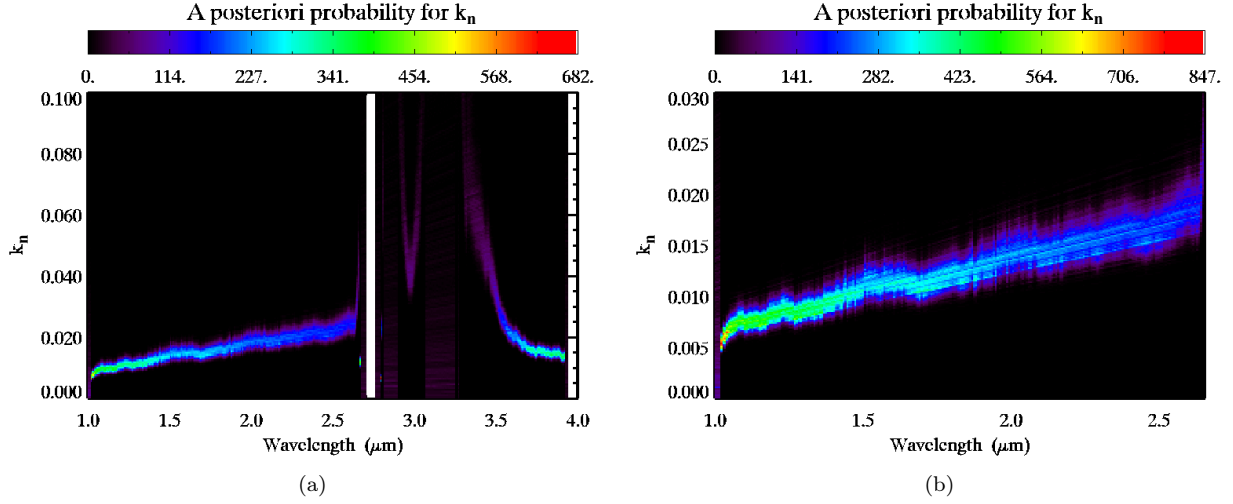 A posteriori probability for kn
0. 114. 227. 341. 454. 568. 682.
0.100
0.080
0.060
0.040
0.020
0.000
kn
1.0 1.5 2.0 2.5 3.0 3.5 4.0
Wavelength (μm)
(a)
A posteriori probability for kn
0. 141. 282. 423. 564. 706. 847.
0.030
0.025
0.020
0.015
0.010
0.005
0.000
kn
1.0 1.5 2.0 2.5
Wavelength (μm)
(b)